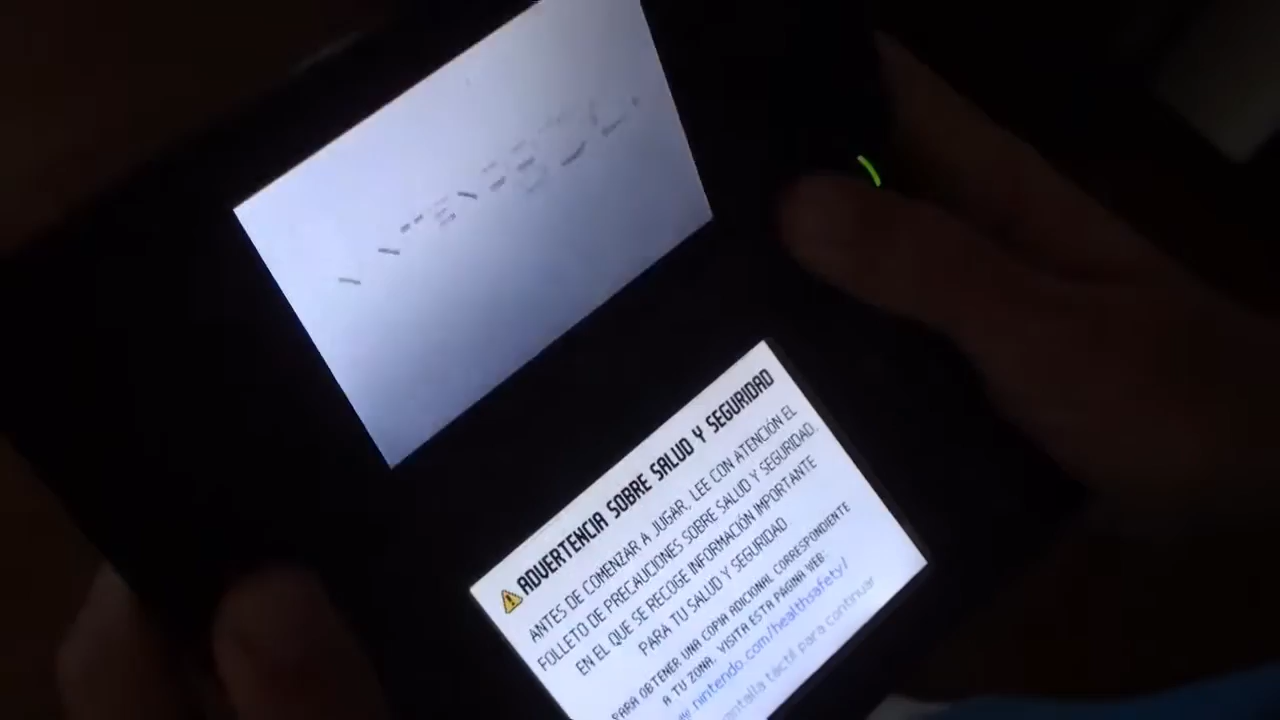 ADVERTENCIA SOBRE SALUD Y SEGURIDAD
ANTES DE COMENZAR A JUGAR, LEE CON ATENCIÓN EL
FOLLETO DE PRECAUCIONES SOBRE SALUD Y SEGURIDAD,
EN EL QUE SE RECOGE INFORMACIÓN IMPORTANTE
PARA TU SALUD Y SEGURIDAD
PARA OBTENER UNA COPIA ADICIONAL CORRESPONDIENTE
A TU ZONA, VISITA ESTA PÁGINA WEB:
nintendo.com/healthsafety/
pantalla táctil para continuar